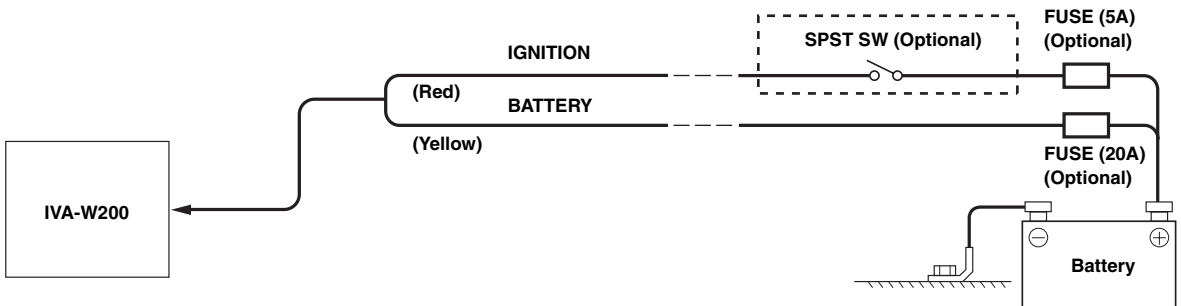 FUSE (5A)
(Optional)
SPST SW (Optional)
IGNITION
(Red)
BATTERY
(Yellow)
FUSE (20A)
(Optional)
IVA-W200
Battery